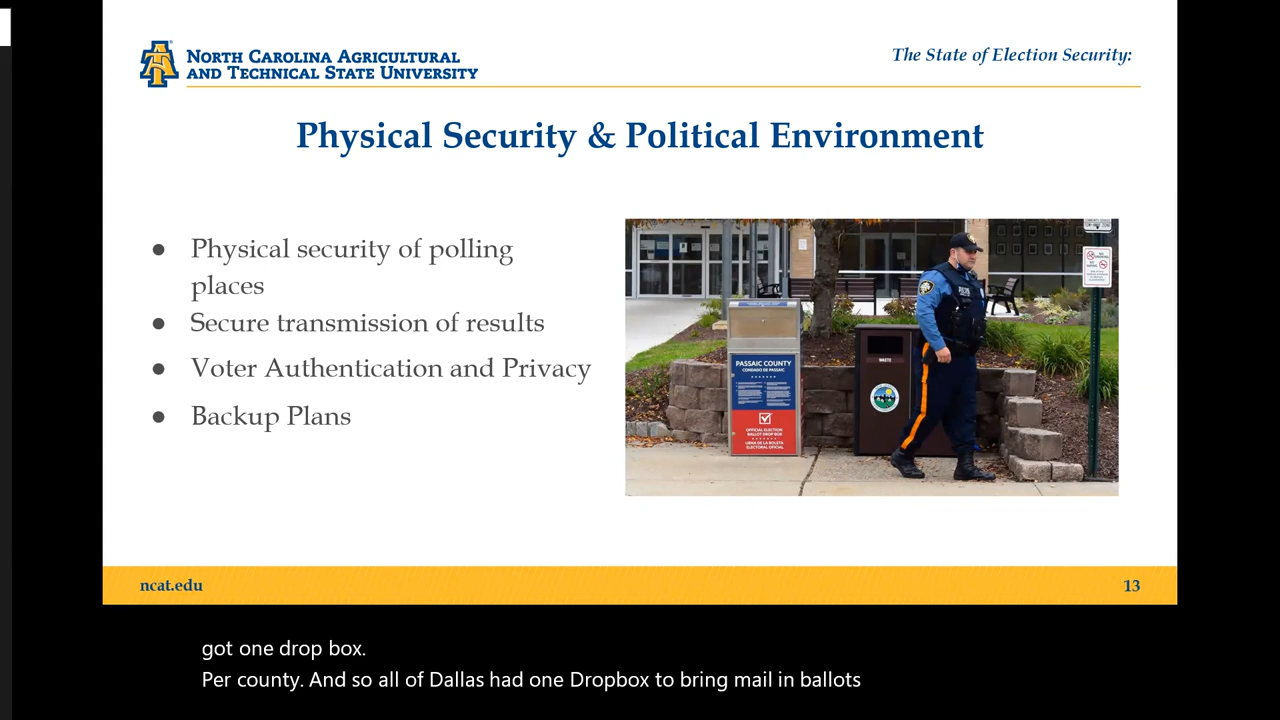 NORTH CAROLINA AGRICULTURAL
AND TECHNICAL STATE UNIVERSITY
The State of Election Security:
Physical Security & Political Environment
● Physical security of polling
places
● Secure transmission of results
● Voter Authentication and Privacy
● Backup Plans
PASSAIC COUNTY
CONDADO DE PASSAIC
OFFICIAL ELECTION
BALLOT DROP BOX
URNA DE LA BOLETA
ELECTORAL OFICIAL
WASTE
ncat.edu
13
got one drop box.
Per county. And so all of Dallas had one Dropbox to bring mail in ballots